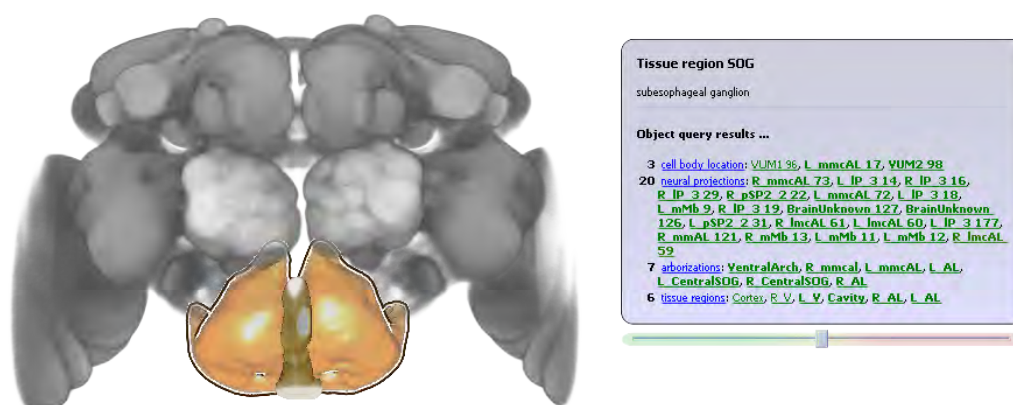 Tissue region SOG
subesophageal ganglion
Object query results ...
3 cell body location: VUM1 96, L_mmcAL 17, VUM2 98
20 neural projections: R_mmcAL 73, L_lP_3 14, R_lP_3 16,
R_lP_3 29, R_pSP2_2 22, L_mmcAL 72, L_lP_3 18,
L_mMb 9, R_lP_3 19, BrainUnknown 127, BrainUnknown
126, L_pSP2_2 31, R_lmcAL 61, L_lmcAL 60, L_lP_3 177,
R_mmAL 121, R_mMb 13, L_mMb 11, L_mMb 12, R_lmcAL
59
7 arborizations: VentralArch, R_mmcal, L_mmcAL, L_AL,
L_CentralSOG, R_CentralSOG, R_AL
6 tissue regions: Cortex, R_V, L_V, Cavity, R_AL, L_AL